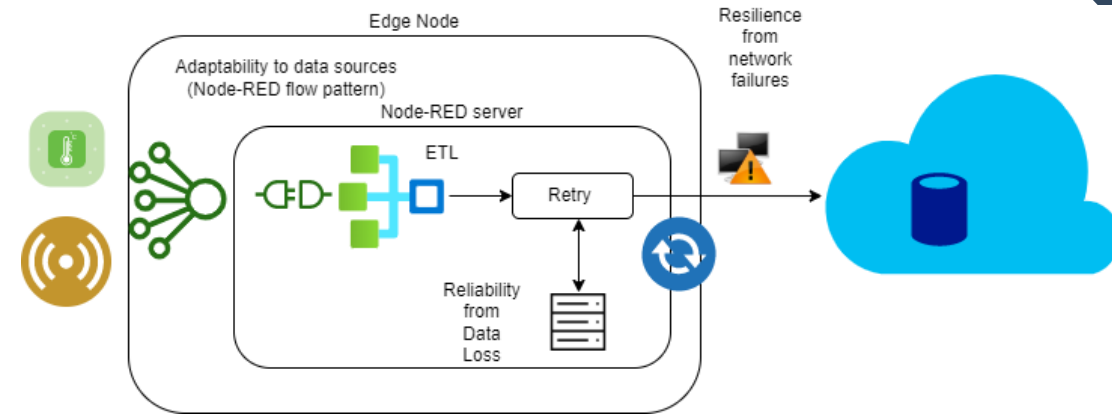 Edge Node
Resilience
from
network
failures
Adaptability to data sources
(Node-RED flow pattern)
Node-RED server
ETL
Retry
Reliability
from
Data
Loss